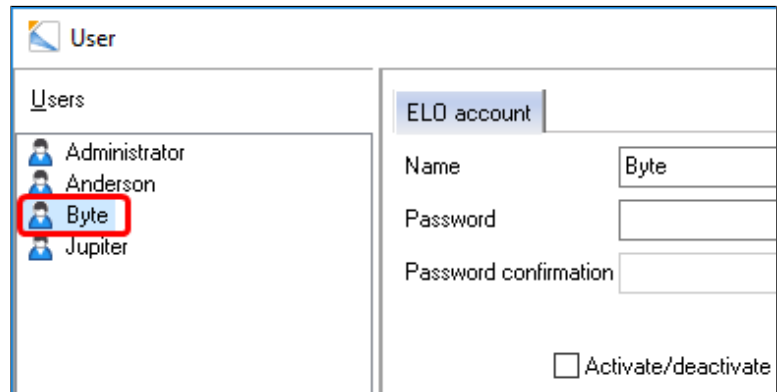 User
Users
Administrator
Anderson
Byte
Jupiter
ELO account
Name
Byte
Password
Password confirmation
Activate/deactivate